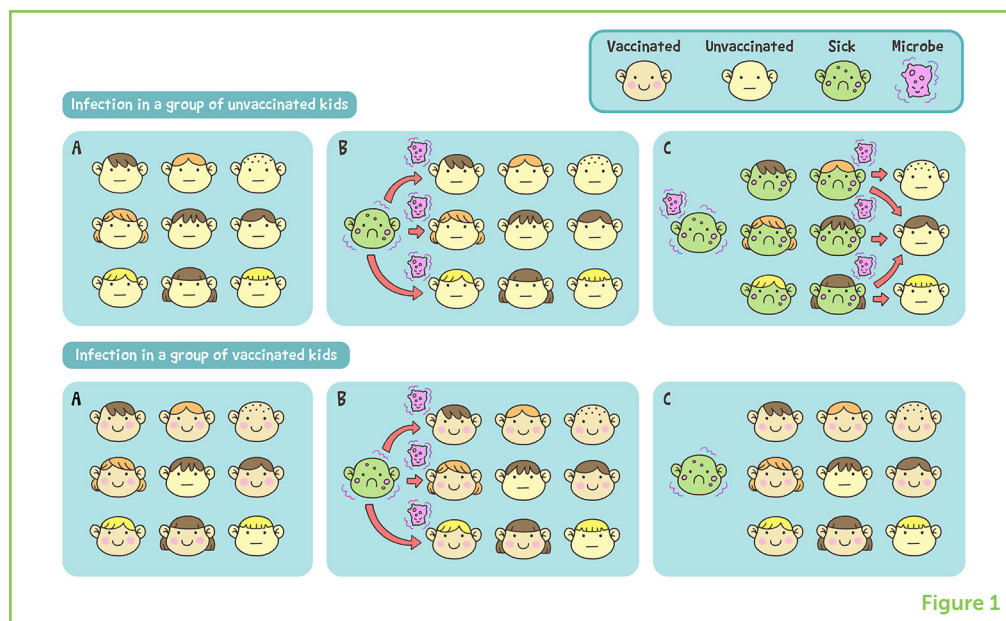 Vaccinated Unvaccinated Sick Microbe
Infection in a group of unvaccinated kids
A B C
Infection in a group of vaccinated kids
A B C
Figure 1